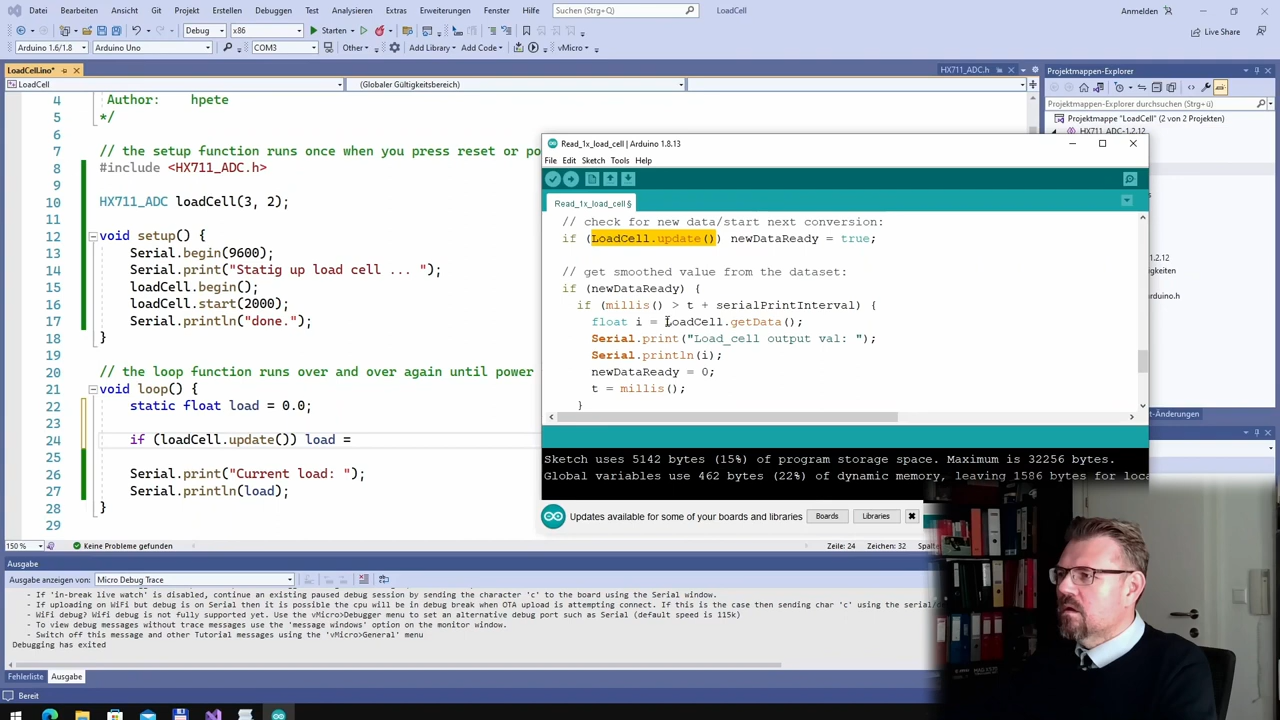 Datei Bearbeiten Ansicht Git Projekt Erstellen Debuggen Test Analysieren Extras Erweiterungen Fenster Hilfe Suchen (Strg+Q) LoadCell Anmelden
Debug x86 Starten Live Share
Arduino 1.6/1.8 Arduino Uno COM3 Other Add Library Add Code vMicro
LoadCell.ino* HX711_ADC.h
LoadCell (Globaler Gültigkeitsbereich)
4 Author: hpete
5 */
6
7 // the setup function runs once when you press reset or po
8 #include <HX711_ADC.h>
10 HX711_ADC loadCell(3, 2);
11
12 void setup() {
13 Serial.begin(9600);
14 Serial.print("Statig up load cell ... ");
15 loadCell.begin();
16 loadCell.start(2000);
17 Serial.println("done.");
18 }
20 // the loop function runs over and over again until power
21 void loop() {
22 static float load = 0.0;
23
24 if (loadCell.update()) load =
25
26 Serial.print("Current load: ");
27 Serial.println(load);
28 }
29
150 % Keine Probleme gefunden Zeile: 24 Zeichen: 32
Ausgabe
Ausgabe anzeigen von: Micro Debug Trace
- If 'in-break live watch' is disabled, continue an existing paused debug session by sending the character 'c' to the board using the Serial window.
- If uploading on WiFi but debug is on Serial then it is possible the cpu will be in debug break when OTA upload is attempting connect. If this is the case then sending char 'c' using the serial/
- WiFi debug? WiFi debug is not fully supported yet. Use the vMicro>Debugger menu to set an alternative debug port such as Serial (default speed is 115k)
- To view debug messages without trace messages use the 'message windows' option on the monitor window.
- Switch off this message and other Tutorial messages using the 'vMicro>General' menu
Debugging has exited
Fehlerliste Ausgabe
Bereit
Read_1x_load_cell | Arduino 1.8.13
File Edit Sketch Tools Help
Read_1x_load_cell §
// check for new data/start next conversion:
if (LoadCell.update()) newDataReady = true;
// get smoothed value from the dataset:
if (newDataReady) {
if (millis() > t + serialPrintInterval) {
float i = LoadCell.getData();
Serial.print("Load_cell output val: ");
Serial.println(i);
newDataReady = 0;
t = millis();
}
Sketch uses 5142 bytes (15%) of program storage space. Maximum is 32256 bytes.
Global variables use 462 bytes (22%) of dynamic memory, leaving 1586 bytes for loca
Updates available for some of your boards and libraries Boards Libraries
Projektmappen-Explorer
Projektmappen-Explorer durchsuchen (Strg+ü)
Projektmappe "LoadCell" (2 von 2 Projekten)
HX711_ADC-1.2.12